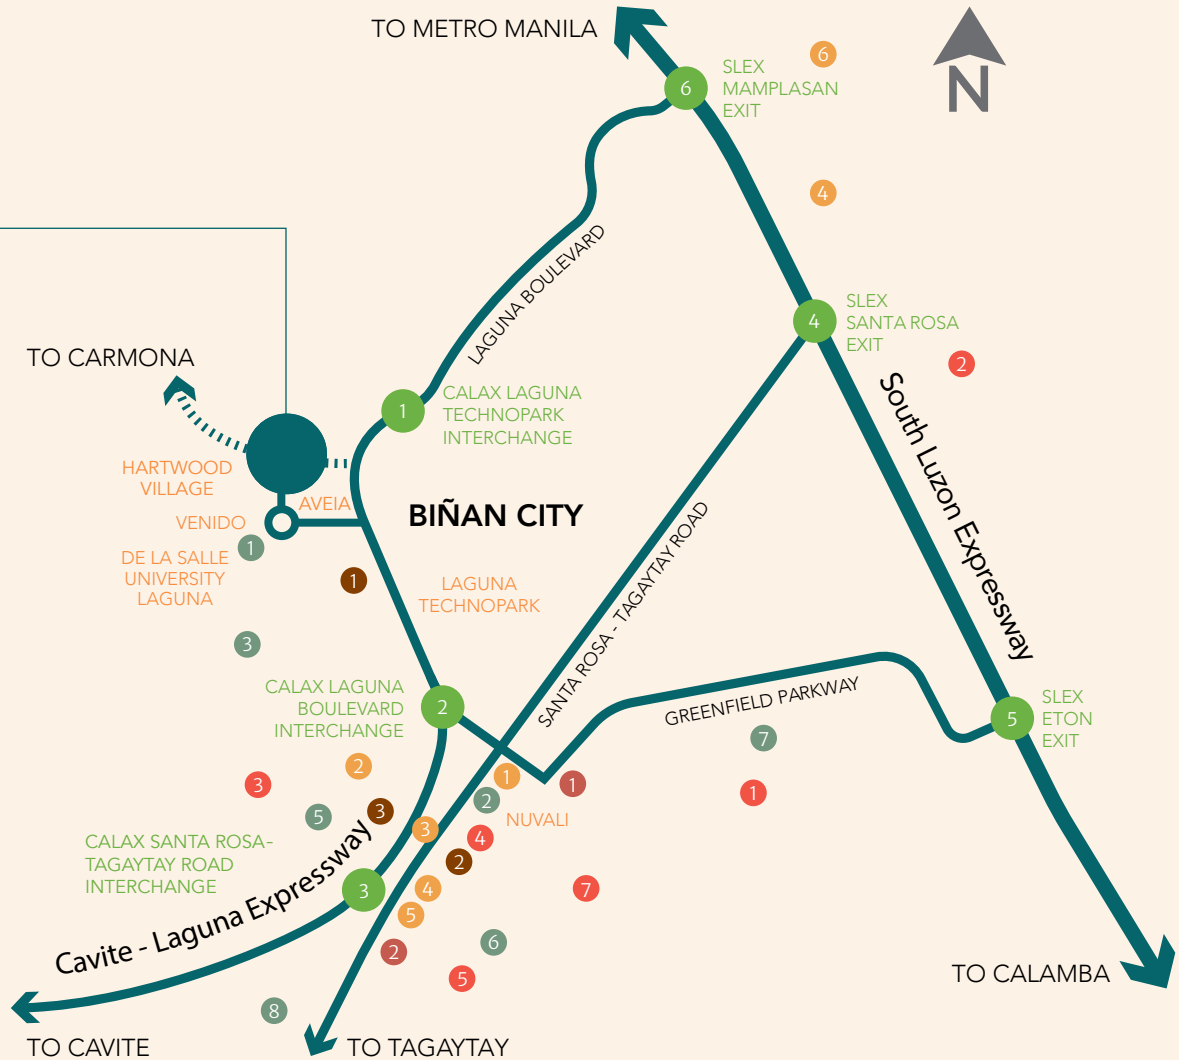 TO METRO MANILA
N
6
6
SLEX
MAMPLASAN
EXIT
4
LAGUNA BOULEVARD
4
SLEX
SANTA ROSA
EXIT
2
TO CARMONA
1
CALAX LAGUNA
TECHNOPARK
INTERCHANGE
South Luzon Expressway
HARTWOOD
VILLAGE
AVEIA
VENIDO
BIÑAN CITY
1
DE LA SALLE
UNIVERSITY
LAGUNA
1
LAGUNA
TECHNOPARK
SANTA ROSA - TAGAYTAY ROAD
3
CALAX LAGUNA
BOULEVARD
INTERCHANGE
2
GREENFIELD PARKWAY
5
SLEX
ETON
EXIT
7
2
3
1
1
1
2
NUVALI
5
3
3
4
CALAX SANTA ROSA-
TAGAYTAY ROAD
INTERCHANGE
2
3
4
7
5
Cavite - Laguna Expressway
2
6
5
8
TO CALAMBA
TO CAVITE
TO TAGAYTAY